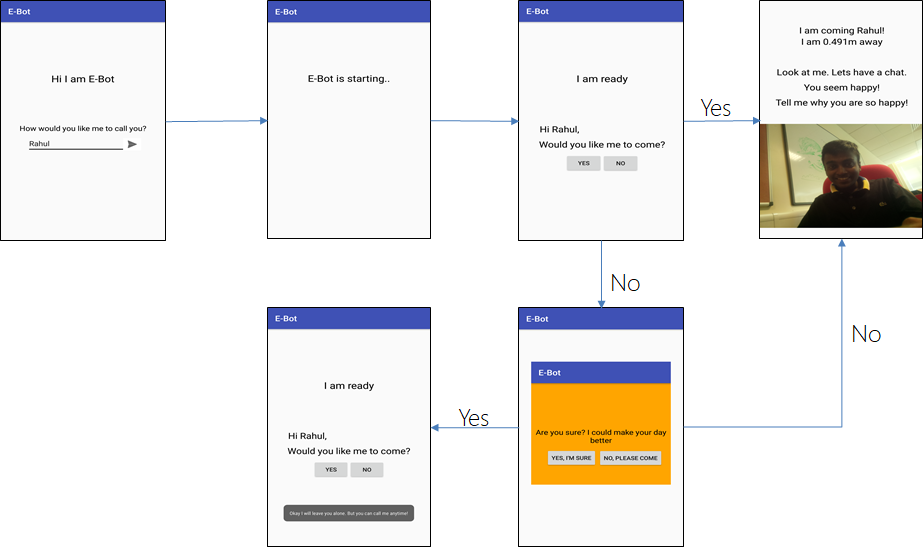 E-Bot
Hi I am E-Bot
How would you like me to call you?
Rahul
E-Bot
E-Bot is starting..
E-Bot
I am ready
Hi Rahul,
Would you like me to come?
YES NO
Yes
I am coming Rahul!
I am 0.491m away
Look at me. Lets have a chat.
You seem happy!
Tell me why you are so happy!
No
E-Bot
I am ready
Hi Rahul,
Would you like me to come?
YES NO
Okay I will leave you alone. But you can call me anytime!
Yes
E-Bot
E-Bot
Are you sure? I could make your day
better
YES, I'M SURE NO, PLEASE COME
No